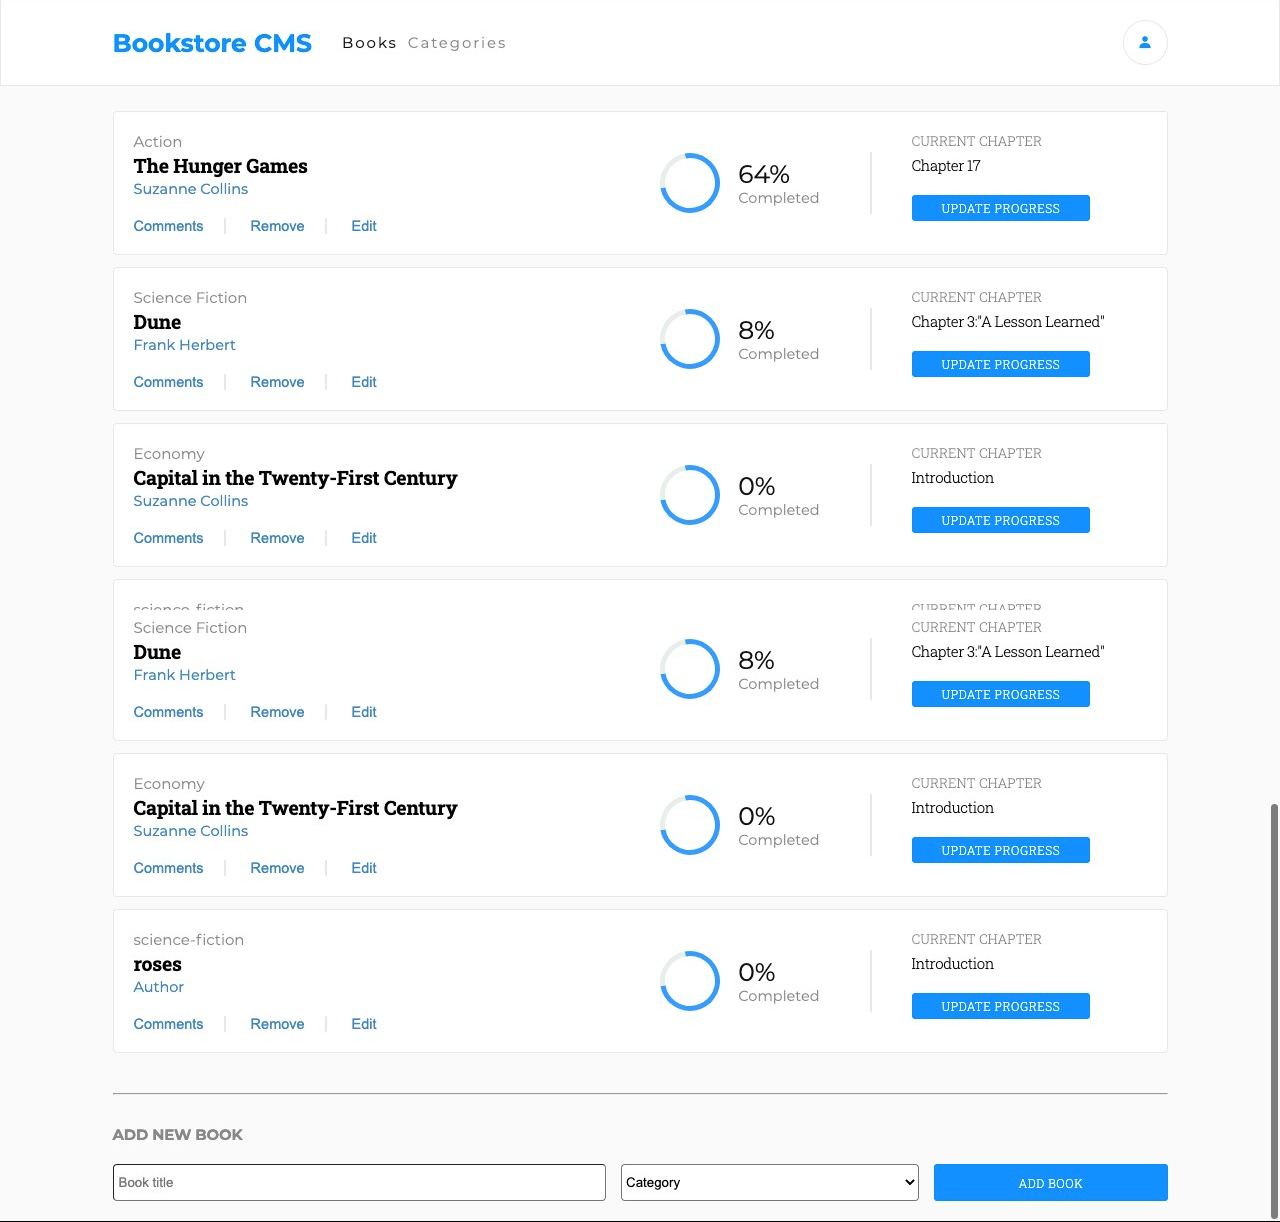 Bookstore CMS
Books Categories
Action
The Hunger Games
Suzanne Collins
Comments Remove Edit
64%
Completed
CURRENT CHAPTER
Chapter 17
UPDATE PROGRESS
Science Fiction
Dune
Frank Herbert
Comments Remove Edit
8%
Completed
CURRENT CHAPTER
Chapter 3:"A Lesson Learned"
UPDATE PROGRESS
Economy
Capital in the Twenty-First Century
Suzanne Collins
Comments Remove Edit
0%
Completed
CURRENT CHAPTER
Introduction
UPDATE PROGRESS
science-fiction
CURRENT CHAPTER
Science Fiction
Dune
Frank Herbert
Comments Remove Edit
8%
Completed
CURRENT CHAPTER
Chapter 3:"A Lesson Learned"
UPDATE PROGRESS
Economy
Capital in the Twenty-First Century
Suzanne Collins
Comments Remove Edit
0%
Completed
CURRENT CHAPTER
Introduction
UPDATE PROGRESS
science-fiction
roses
Author
Comments Remove Edit
0%
Completed
CURRENT CHAPTER
Introduction
UPDATE PROGRESS
ADD NEW BOOK
Book title
Category
ADD BOOK